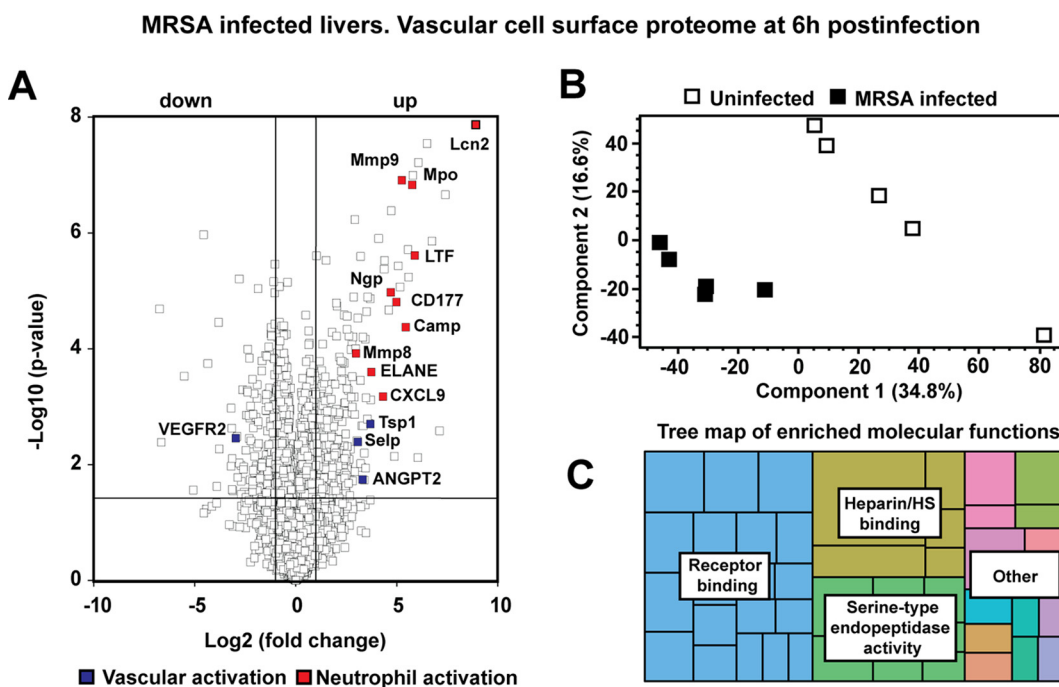 MRSA infected livers. Vascular cell surface proteome at 6h postinfection
A
down
up
8
6
4
2
0
-10
-5
0
5
10
-Log10 (p-value)
Log2 (fold change)
Lcn2
Mmp9
Mpo
LTF
Ngp
CD177
Camp
Mmp8
ELANE
CXCL9
Tsp1
VEGFR2
Selp
ANGPT2
Vascular activation
Neutrophil activation
B
Uninfected
MRSA infected
Component 2 (16.6%)
40
20
0
-20
-40
-40
-20
0
20
40
60
80
Component 1 (34.8%)
Tree map of enriched molecular functions
C
Receptor
binding
Heparin/HS
binding
Serine-type
endopeptidase
activity
Other